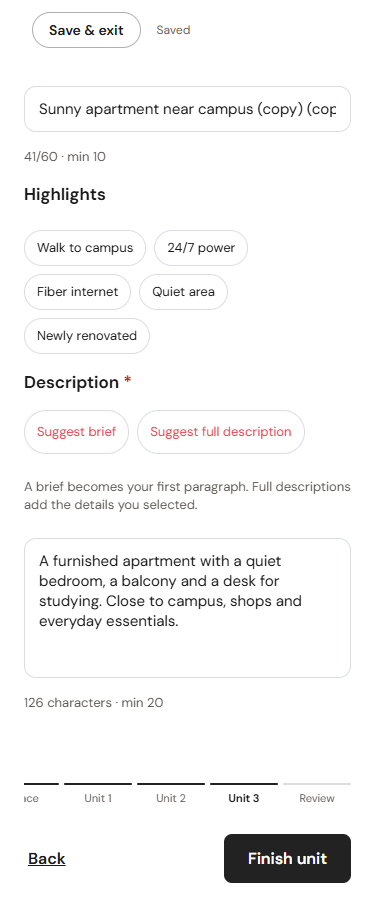 Save & exit
Saved
Sunny apartment near campus (copy) (cop
41/60 · min 10
Highlights
Walk to campus
24/7 power
Fiber internet
Quiet area
Newly renovated
Description *
Suggest brief
Suggest full description
A brief becomes your first paragraph. Full descriptions
add the details you selected.
A furnished apartment with a quiet
bedroom, a balcony and a desk for
studying. Close to campus, shops and
everyday essentials.
126 characters · min 20
ace
Unit 1
Unit 2
Unit 3
Review
Back
Finish unit